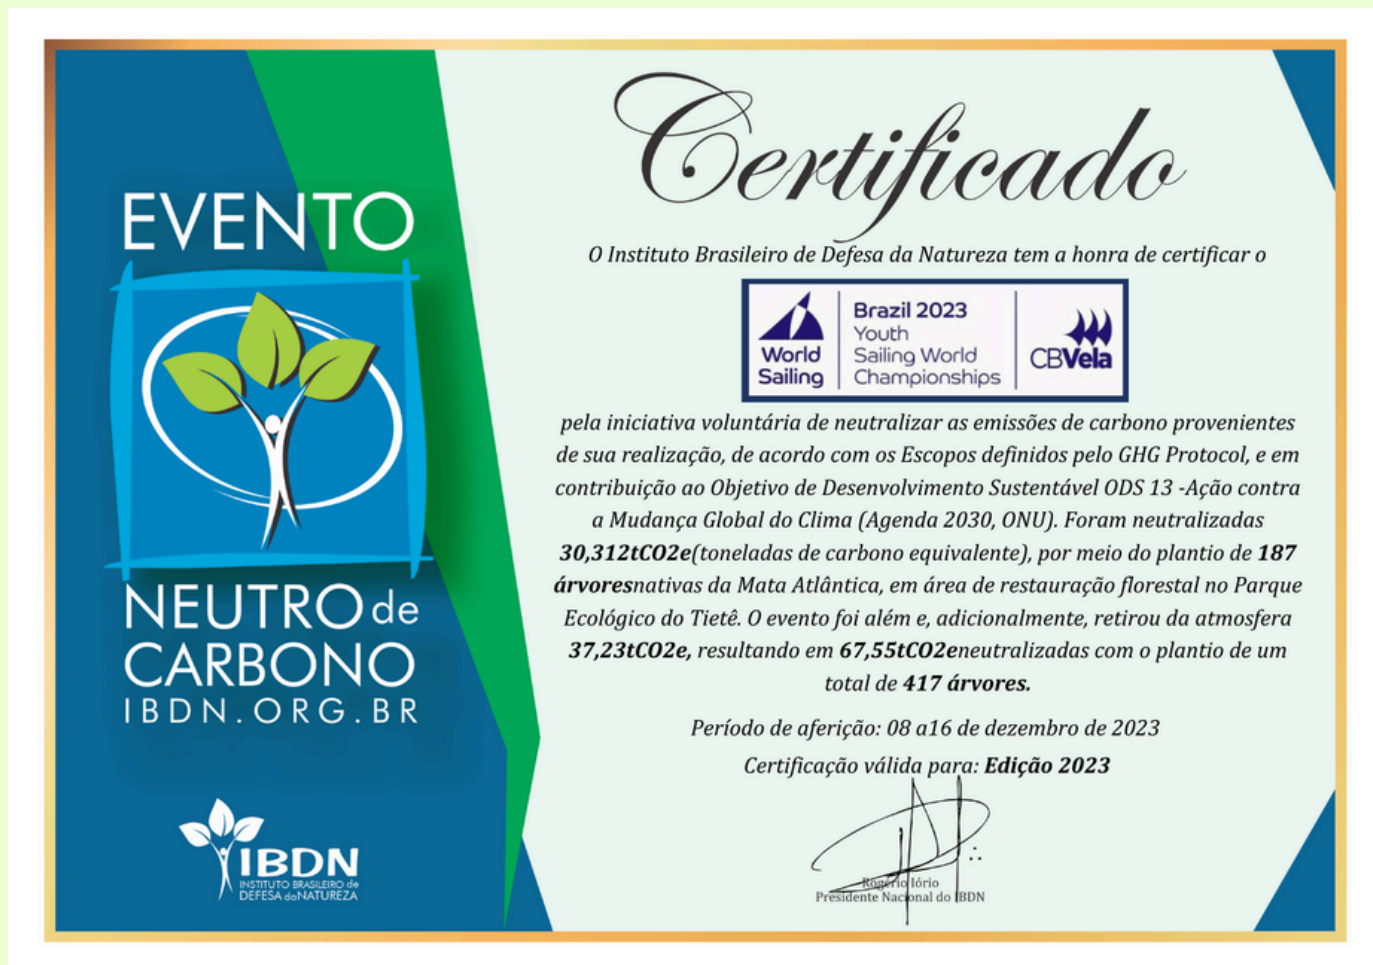 EVENTO
NEUTRO de
CARBONO
IBDN.ORG.BR
IBDN
INSTITUTO BRASILEIRO de
DEFESA da NATUREZA
Certificado
O Instituto Brasileiro de Defesa da Natureza tem a honra de certificar o
World
Sailing
Brazil 2023
Youth
Sailing World
Championships
CBVela
pela iniciativa voluntária de neutralizar as emissões de carbono provenientes
de sua realização, de acordo com os Escopos definidos pelo GHG Protocol, e em
contribuição ao Objetivo de Desenvolvimento Sustentável ODS 13 -Ação contra
a Mudança Global do Clima (Agenda 2030, ONU). Foram neutralizadas
30,312tCO2e(toneladas de carbono equivalente), por meio do plantio de 187
árvoresnativas da Mata Atlântica, em área de restauração florestal no Parque
Ecológico do Tietê. O evento foi além e, adicionalmente, retirou da atmosfera
37,23tCO2e, resultando em 67,55tCO2eneutralizadas com o plantio de um
total de 417 árvores.
Período de aferição: 08 a16 de dezembro de 2023
Certificação válida para: Edição 2023
Rogério Iório
Presidente Nacional do IBDN